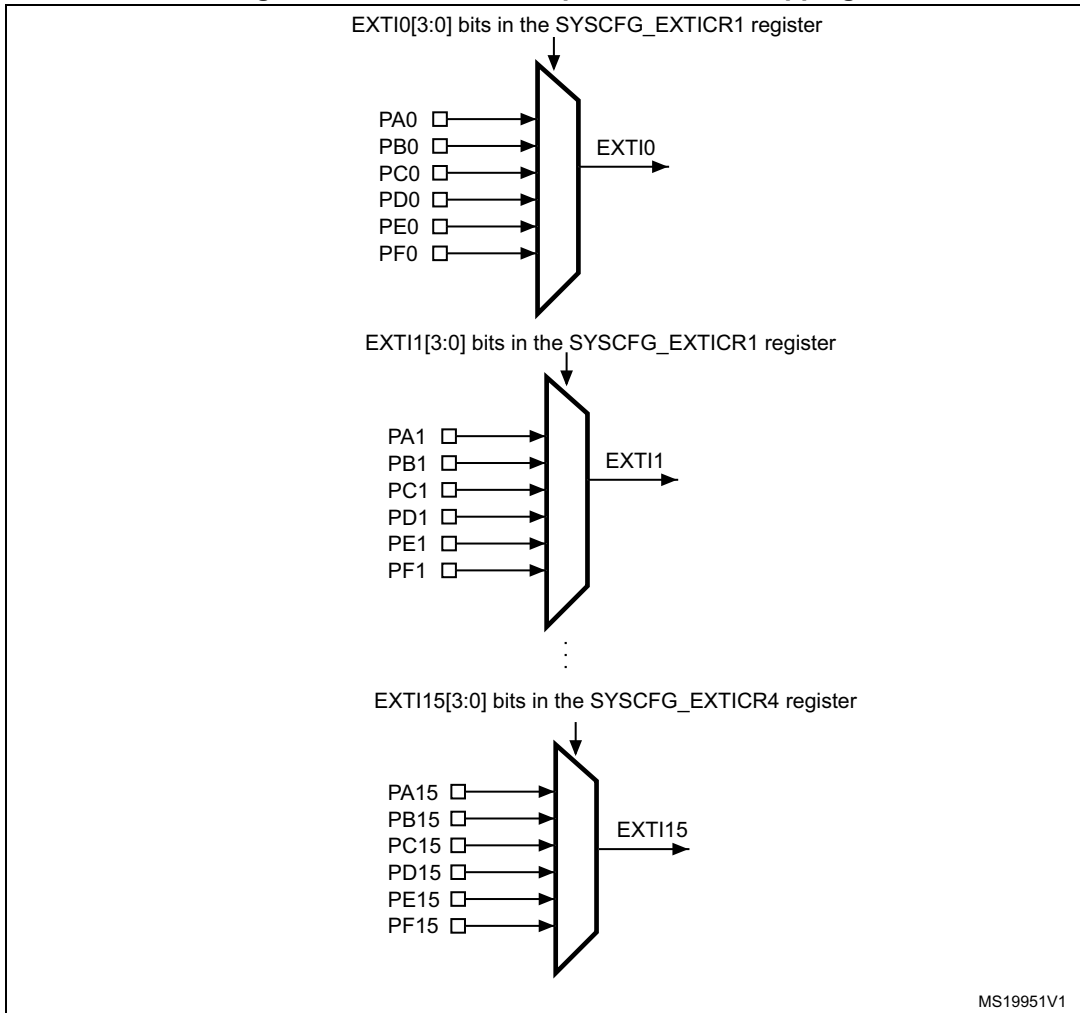 EXTI0[3:0] bits in the SYSCFG_EXTICR1 register
PA0
PB0
PC0
PD0
PE0
PF0
EXTI0
EXTI1[3:0] bits in the SYSCFG_EXTICR1 register
PA1
PB1
PC1
PD1
PE1
PF1
EXTI1
EXTI15[3:0] bits in the SYSCFG_EXTICR4 register
PA15
PB15
PC15
PD15
PE15
PF15
EXTI15
MS19951V1